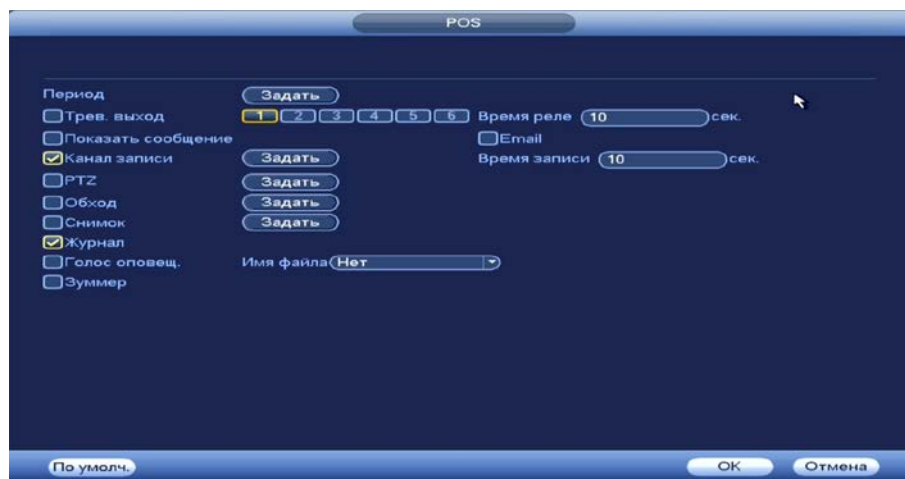 POS
Период Задать
Трев. выход 1 2 3 4 5 6 Время реле 10 сек.
Показать сообщение Email
Канал записи Задать Время записи 10 сек.
PTZ Задать
Обход Задать
Снимок Задать
Журнал
Голос оповещ. Имя файла Нет
Зуммер
По умолч. OK Отмена